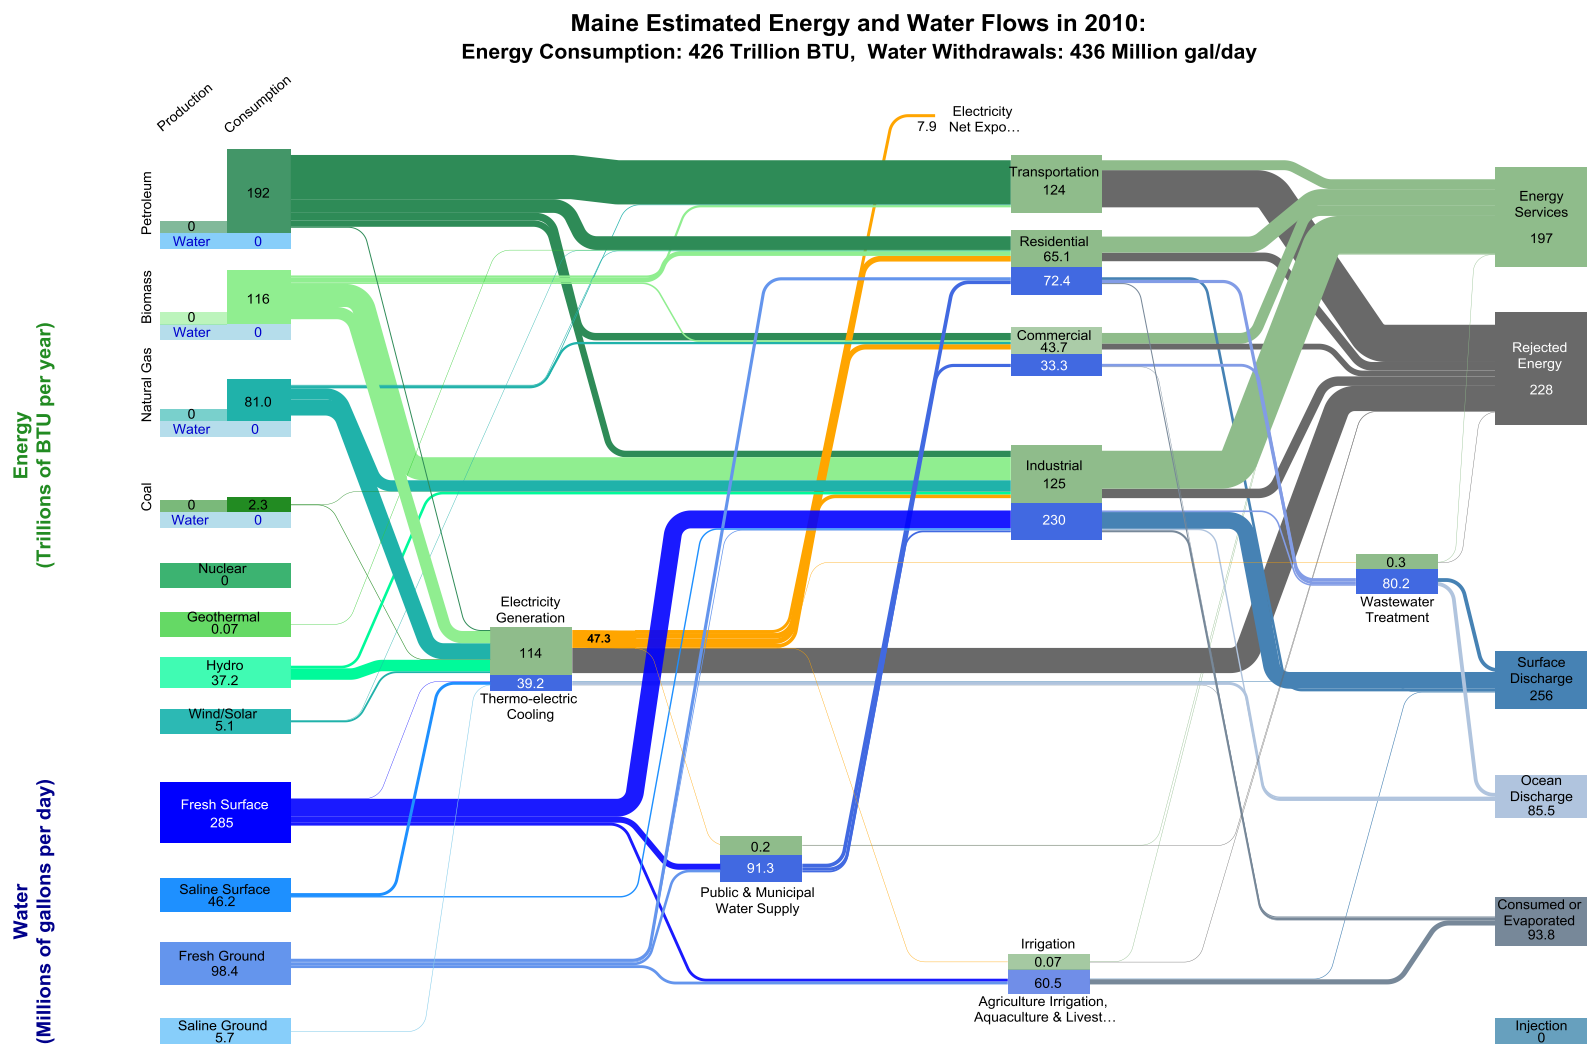 Maine Estimated Energy and Water Flows in 2010:
Energy Consumption: 426 Trillion BTU,  Water Withdrawals: 436 Million gal/day
Production
Consumption
Energy
(Trillions of BTU per year)
Water
(Millions of gallons per day)
Petroleum
192
0
Water 0
Biomass
116
0
Water 0
Natural Gas
81.0
0
Water 0
Coal
0 2.3
Water 0
Nuclear
0
Geothermal
0.07
Hydro
37.2
Wind/Solar
5.1
Fresh Surface
285
Saline Surface
46.2
Fresh Ground
98.4
Saline Ground
5.7
Electricity
Generation
114
47.3
39.2
Thermo-electric
Cooling
0.2
91.3
Public & Municipal
Water Supply
Electricity
Net Expo…
7.9
Transportation
124
Residential
65.1
72.4
Commercial
43.7
33.3
Industrial
125
230
Irrigation
0.07
60.5
Agriculture Irrigation,
Aquaculture & Livest…
0.3
80.2
Wastewater
Treatment
Energy
Services
197
Rejected
Energy
228
Surface
Discharge
256
Ocean
Discharge
85.5
Consumed or
Evaporated
93.8
Injection
0